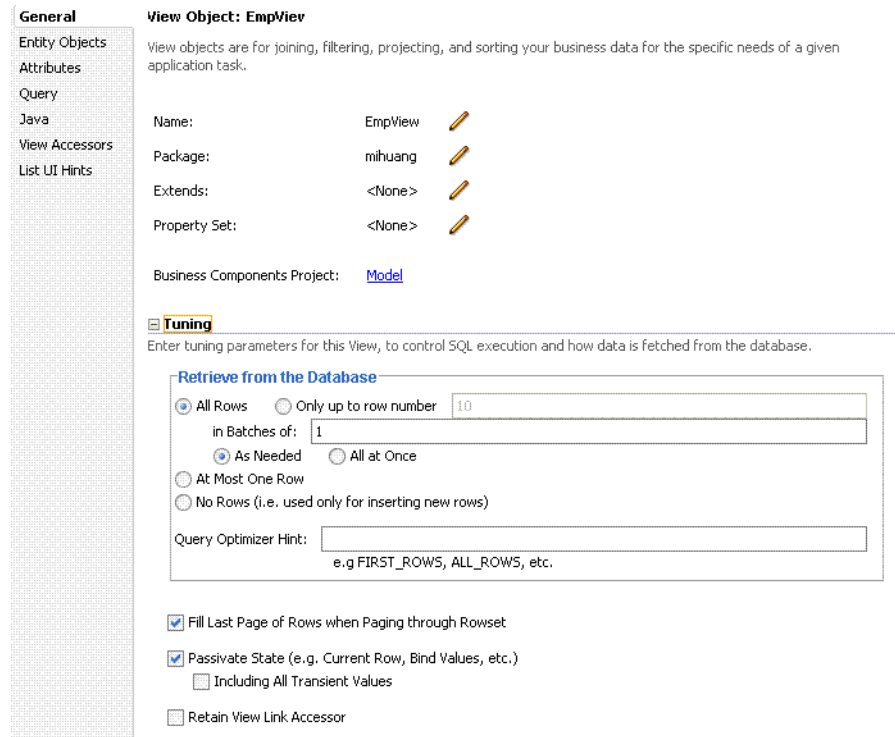 General
Entity Objects
Attributes
Query
Java
View Accessors
List UI Hints
View Object: EmpView
View objects are for joining, filtering, projecting, and sorting your business data for the specific needs of a given
application task.
Name: EmpView
Package: mihuang
Extends: <None>
Property Set: <None>
Business Components Project: Model
Tuning
Enter tuning parameters for this View, to control SQL execution and how data is fetched from the database.
Retrieve from the Database
All Rows Only up to row number 10
in Batches of: 1
As Needed All at Once
At Most One Row
No Rows (i.e. used only for inserting new rows)
Query Optimizer Hint:
e.g FIRST_ROWS, ALL_ROWS, etc.
Fill Last Page of Rows when Paging through Rowset
Passivate State (e.g. Current Row, Bind Values, etc.)
Including All Transient Values
Retain View Link Accessor